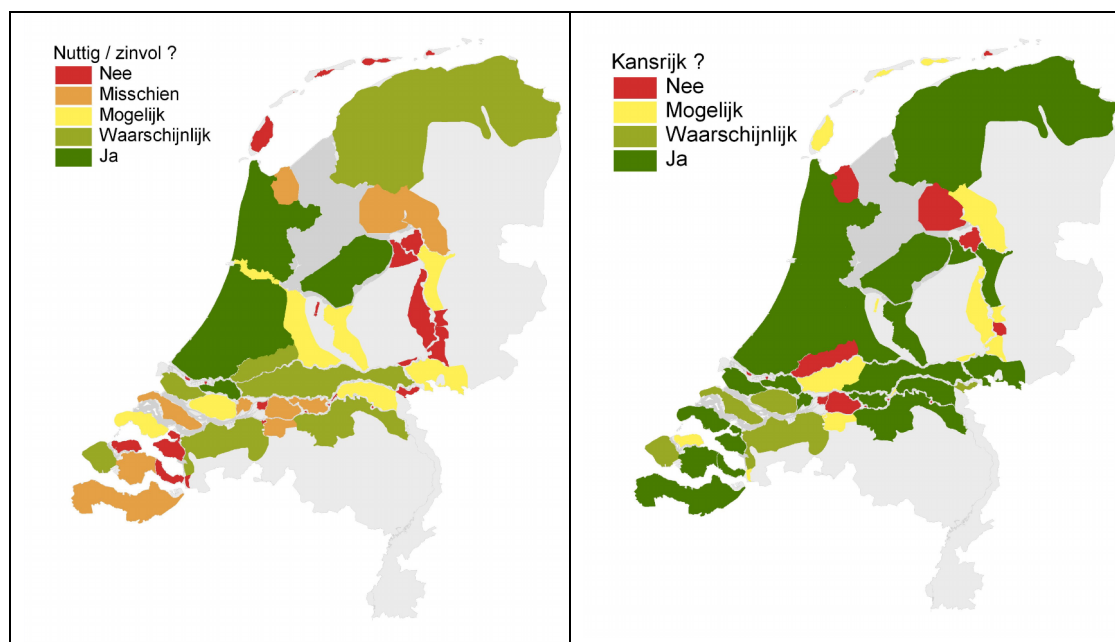 Nuttig / zinvol ?
Nee
Misschien
Mogelijk
Waarschijnlijk
Ja
Kansrijk ?
Nee
Mogelijk
Waarschijnlijk
Ja